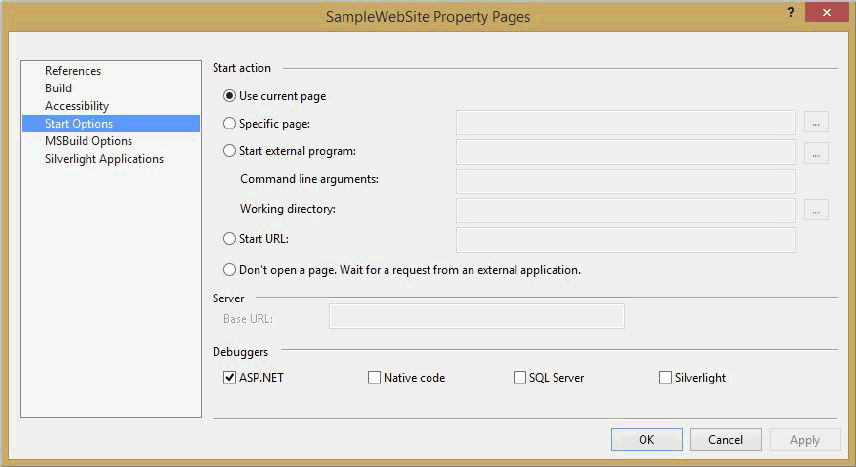 SampleWebSite Property Pages
?
References
Build
Accessibility
Start Options
MSBuild Options
Silverlight Applications
Start action
Use current page
Specific page:
...
Start external program:
...
Command line arguments:
Working directory:
...
Start URL:
Don't open a page. Wait for a request from an external application.
Server
Base URL:
Debuggers
ASP.NET Native code SQL Server Silverlight
OK Cancel Apply